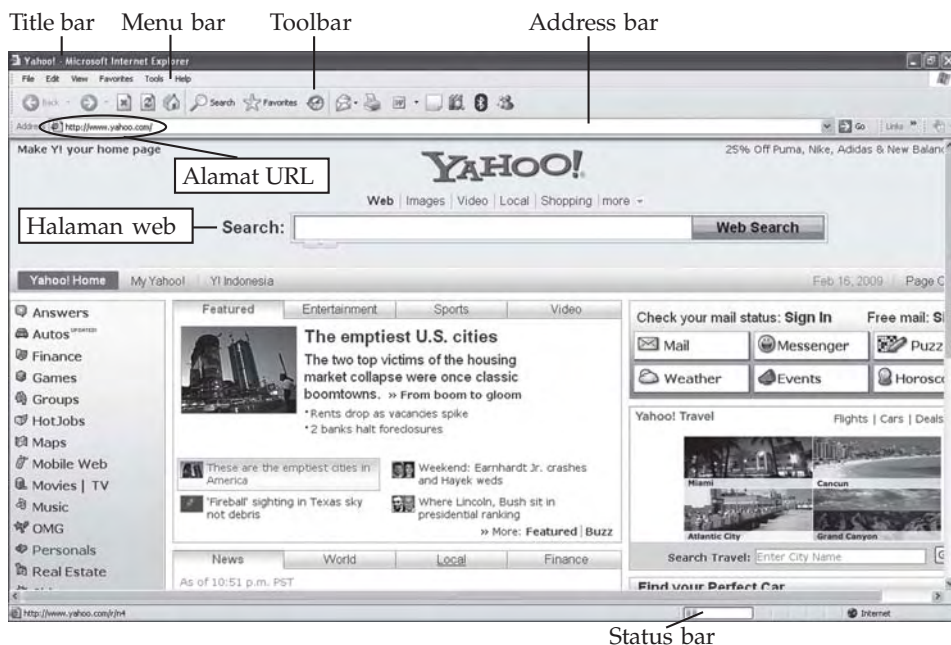 Title bar Menu bar Toolbar Address bar
Yahoo! - Microsoft Internet Explorer
File Edit View Favorites Tools Help
Back Search Favorites
Address http://www.yahoo.com/ Go Links »
Make Y! your home page
25% Off Puma, Nike, Adidas & New Balanc
Alamat URL
YAHOO!
Web | Images | Video | Local | Shopping | more
Halaman web
Search: Web Search
Yahoo! Home My Yahoo! Y! Indonesia Feb 16, 2009 Page
Answers
Autos UPDATED!
Finance
Games
Groups
HotJobs
Maps
Mobile Web
Movies | TV
Music
OMG
Personals
Real Estate
Featured Entertainment Sports Video
The emptiest U.S. cities
The two top victims of the housing
market collapse were once classic
boomtowns. » From boom to gloom
• Rents drop as vacancies spike
• 2 banks halt foreclosures
These are the emptiest cities in
America
Weekend: Earnhardt Jr. crashes
and Hayek weds
'Fireball' sighting in Texas sky
not debris
Where Lincoln, Bush sit in
presidential ranking
» More: Featured | Buzz
News World Local Finance
As of 10:51 p.m. PST
Check your mail status: Sign In Free mail: Si
Mail Messenger Puzz
Weather Events Horosc
Yahoo! Travel Flights | Cars | Deals
Miami Cancun
Atlantic City Grand Canyon
Search Travel: Enter City Name
Find your Perfect Car
http://www.yahoo.com/r/n4 Internet
Status bar